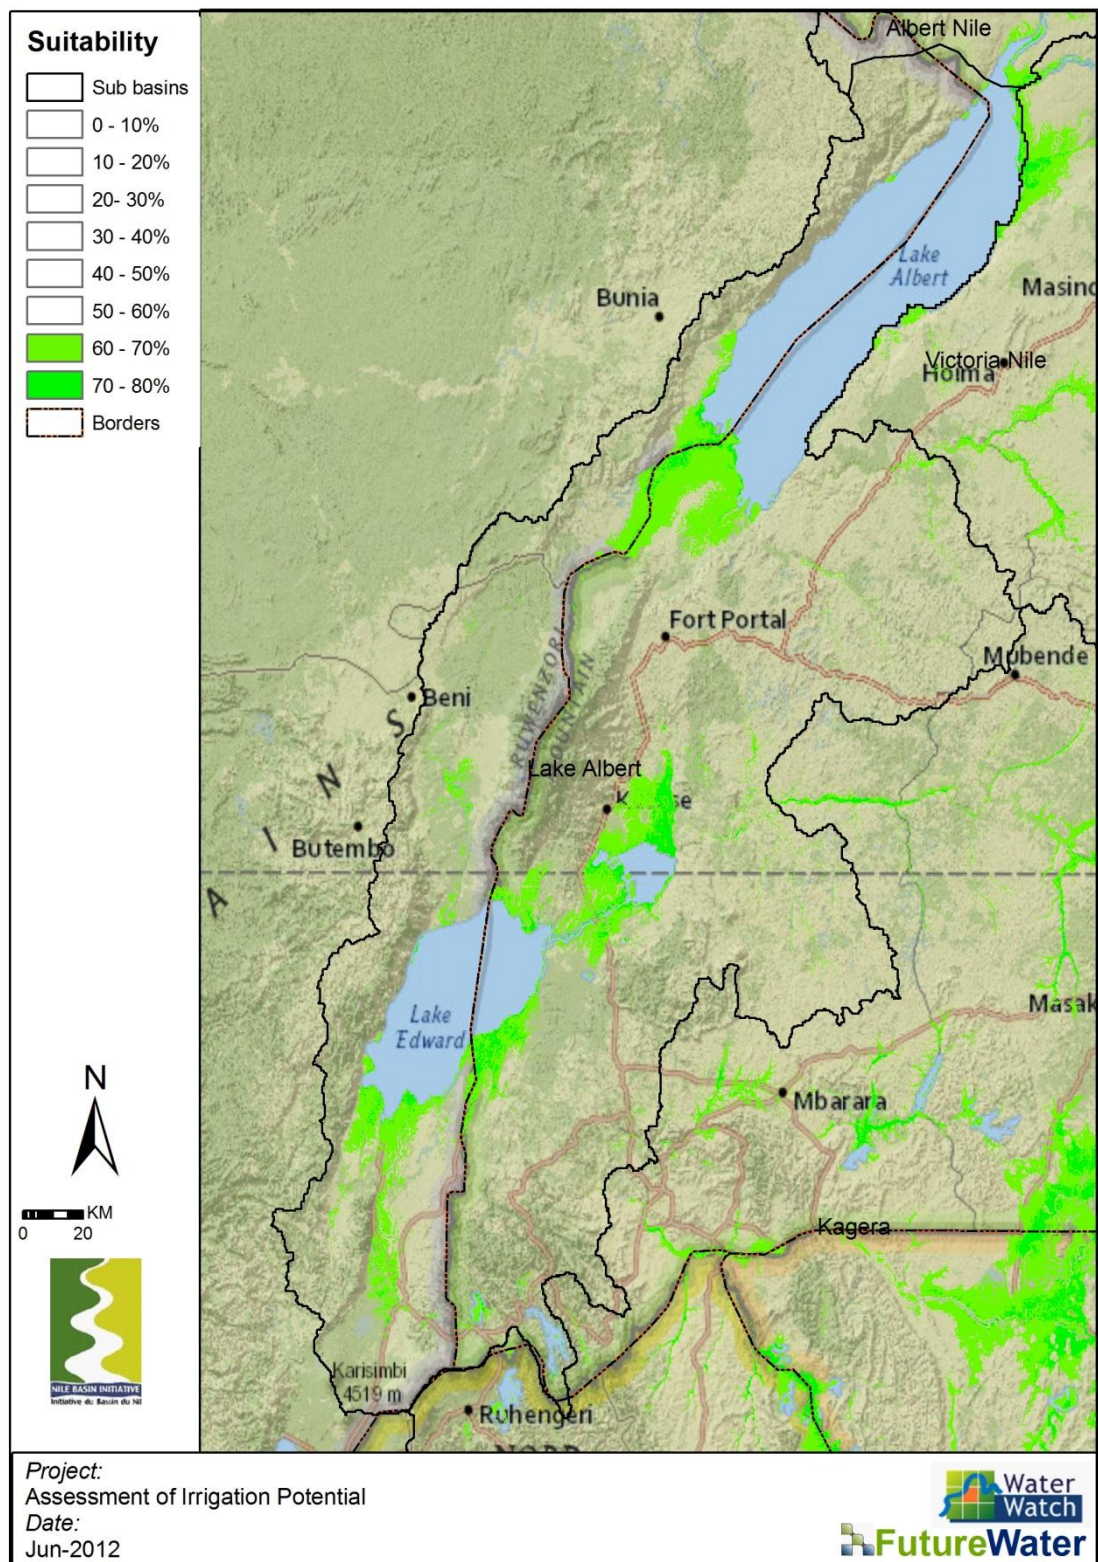 Suitability
Sub basins
0 - 10%
10 - 20%
20- 30%
30 - 40%
40 - 50%
50 - 60%
60 - 70%
70 - 80%
Borders
Albert Nile
Lake
Albert
Bunia
Masind
Victoria Nile
Hoima
Fort Portal
Mubende
Beni
RUWENZORI
MOUNTAIN
Lake Albert
S
N
I
A
Butembo
Lake
Edward
Masak
Mbarara
Kagera
Karisimbi
4519 m
Ruhengeri
NORD
N
KM
0 20
NILE BASIN INITIATIVE
Initiative du Bassin du Nil
Project:
Assessment of Irrigation Potential
Date:
Jun-2012
Water
Watch
FutureWater